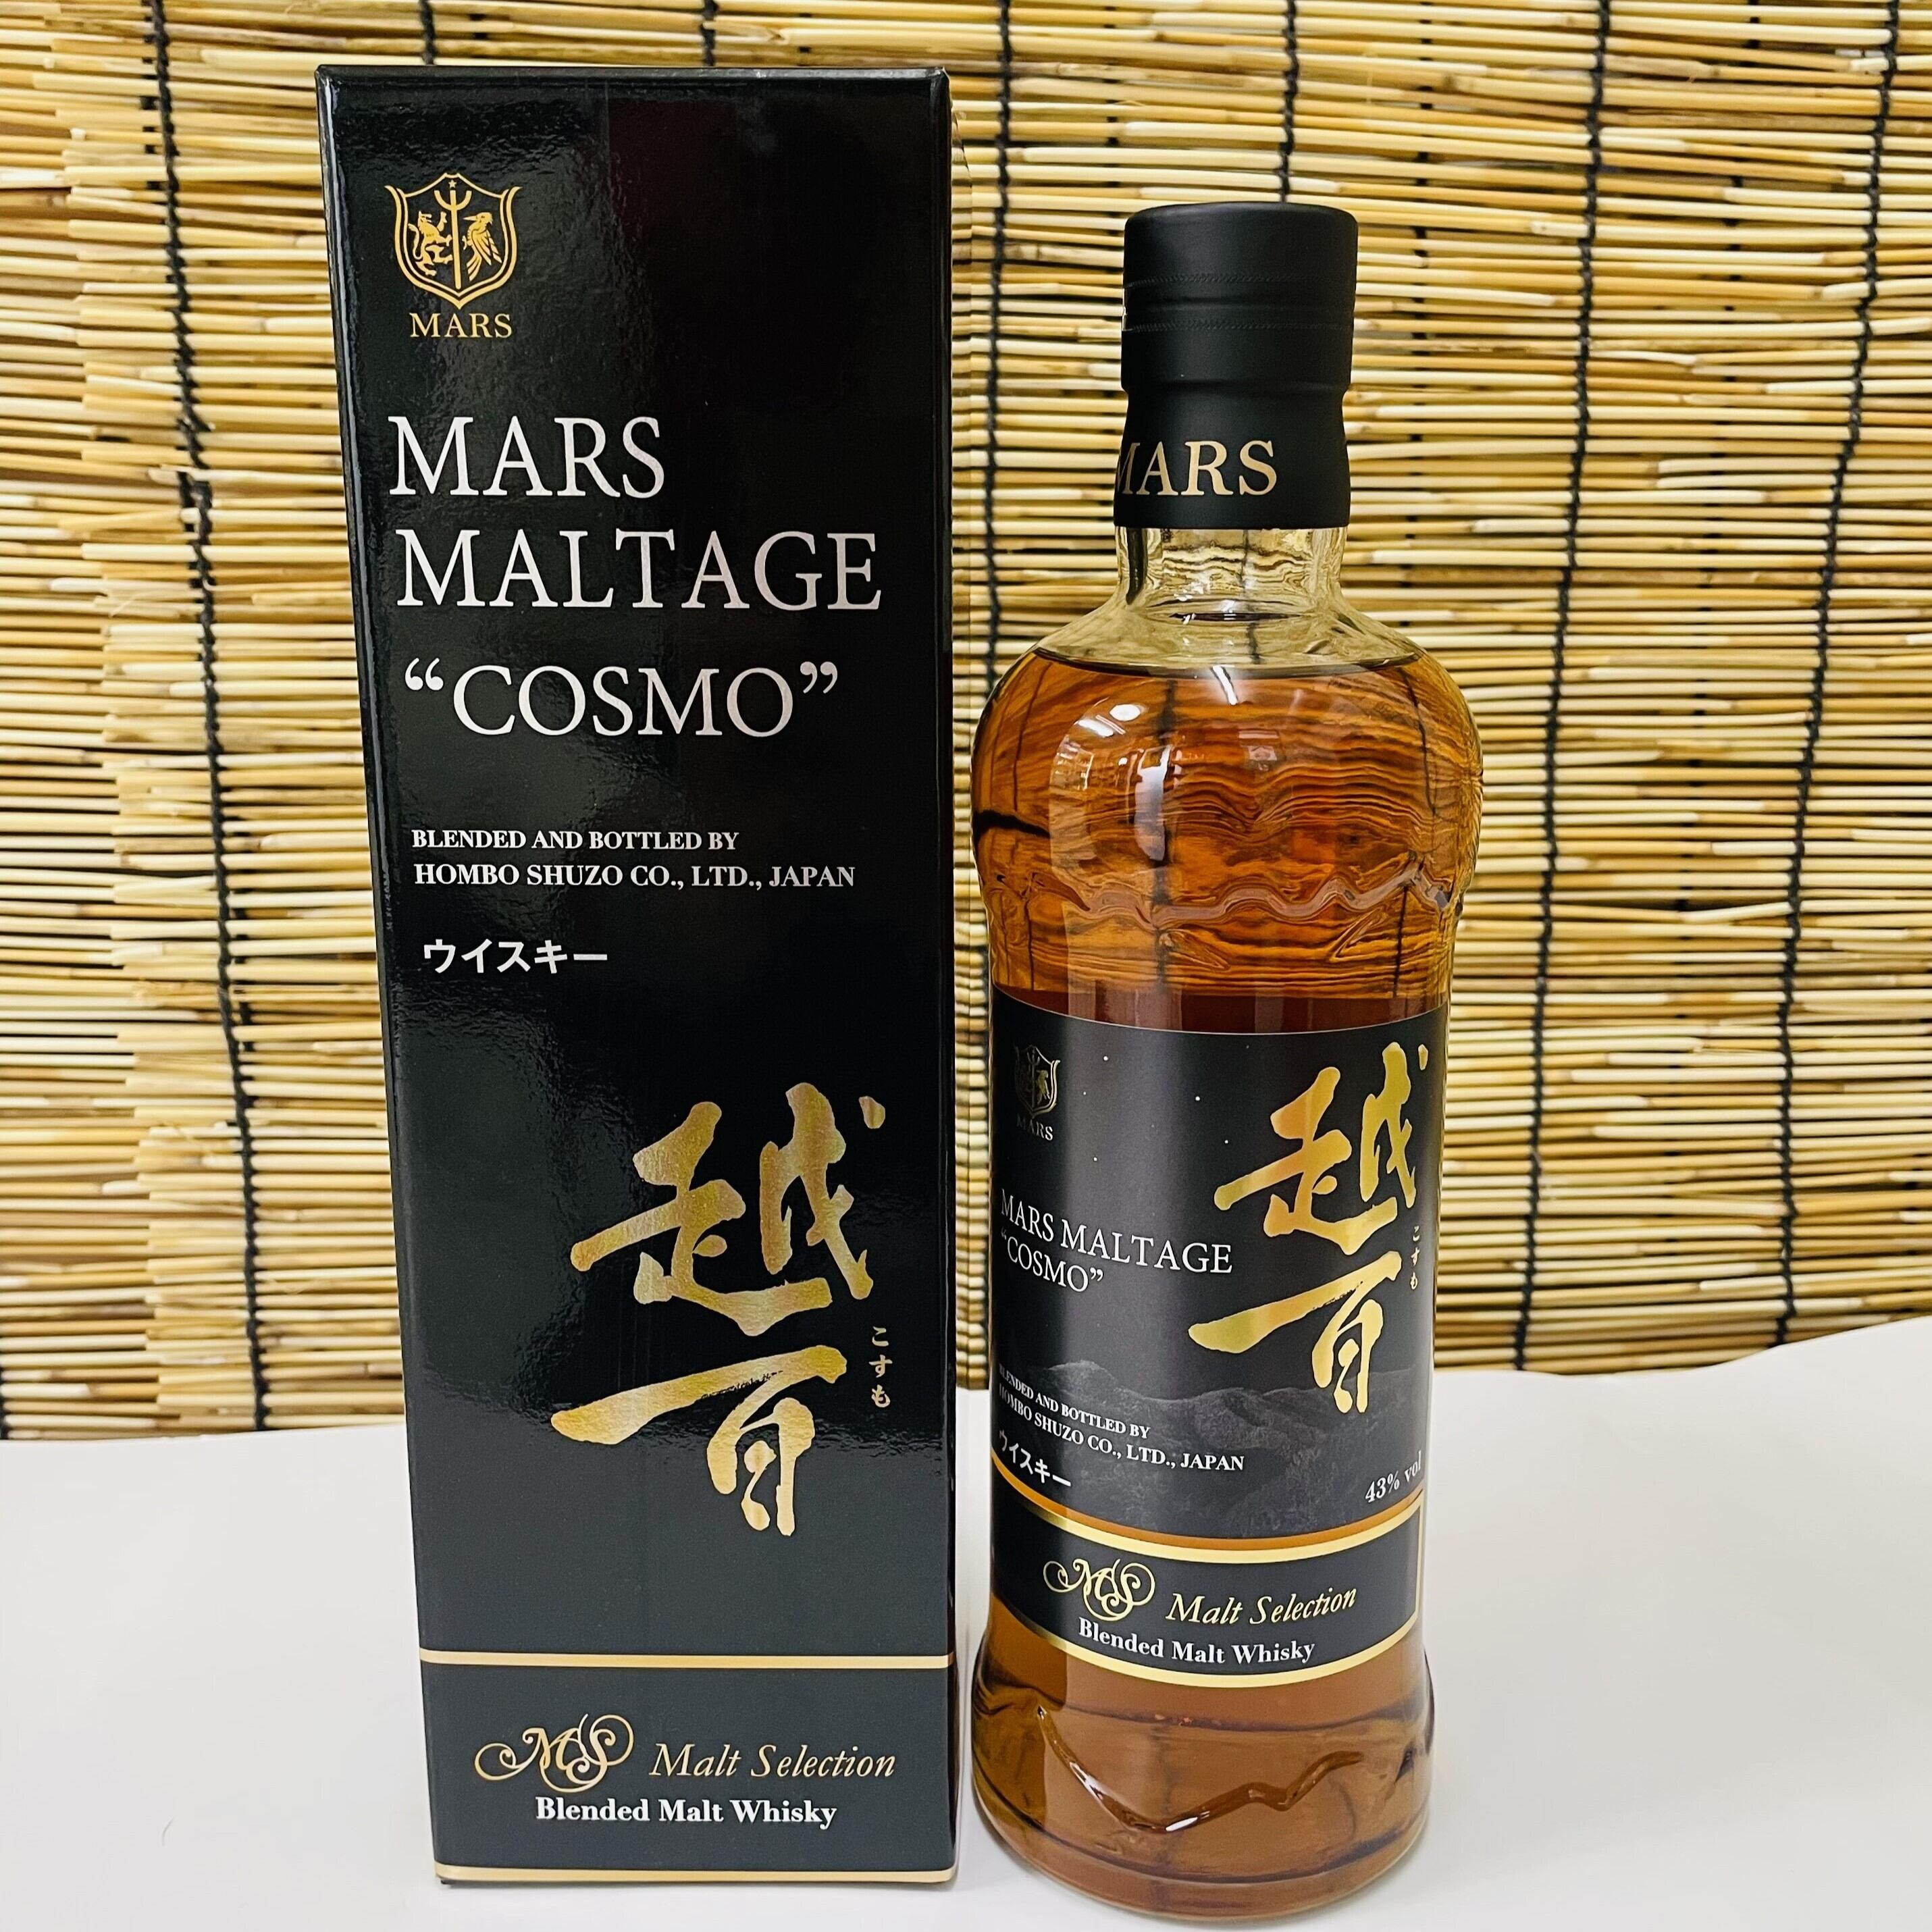 MARS
MARS
MALTAGE
“COSMO”
BLENDED AND BOTTLED BY
HOMBO SHUZO CO., LTD., JAPAN
ウイスキー
越百
こすも
MS Malt Selection
Blended Malt Whisky
MARS
MARS
越百
こすも
MARS MALTAGE
“COSMO”
BLENDED AND BOTTLED BY
HOMBO SHUZO CO., LTD., JAPAN
ウイスキー
43% vol
MS Malt Selection
Blended Malt Whisky